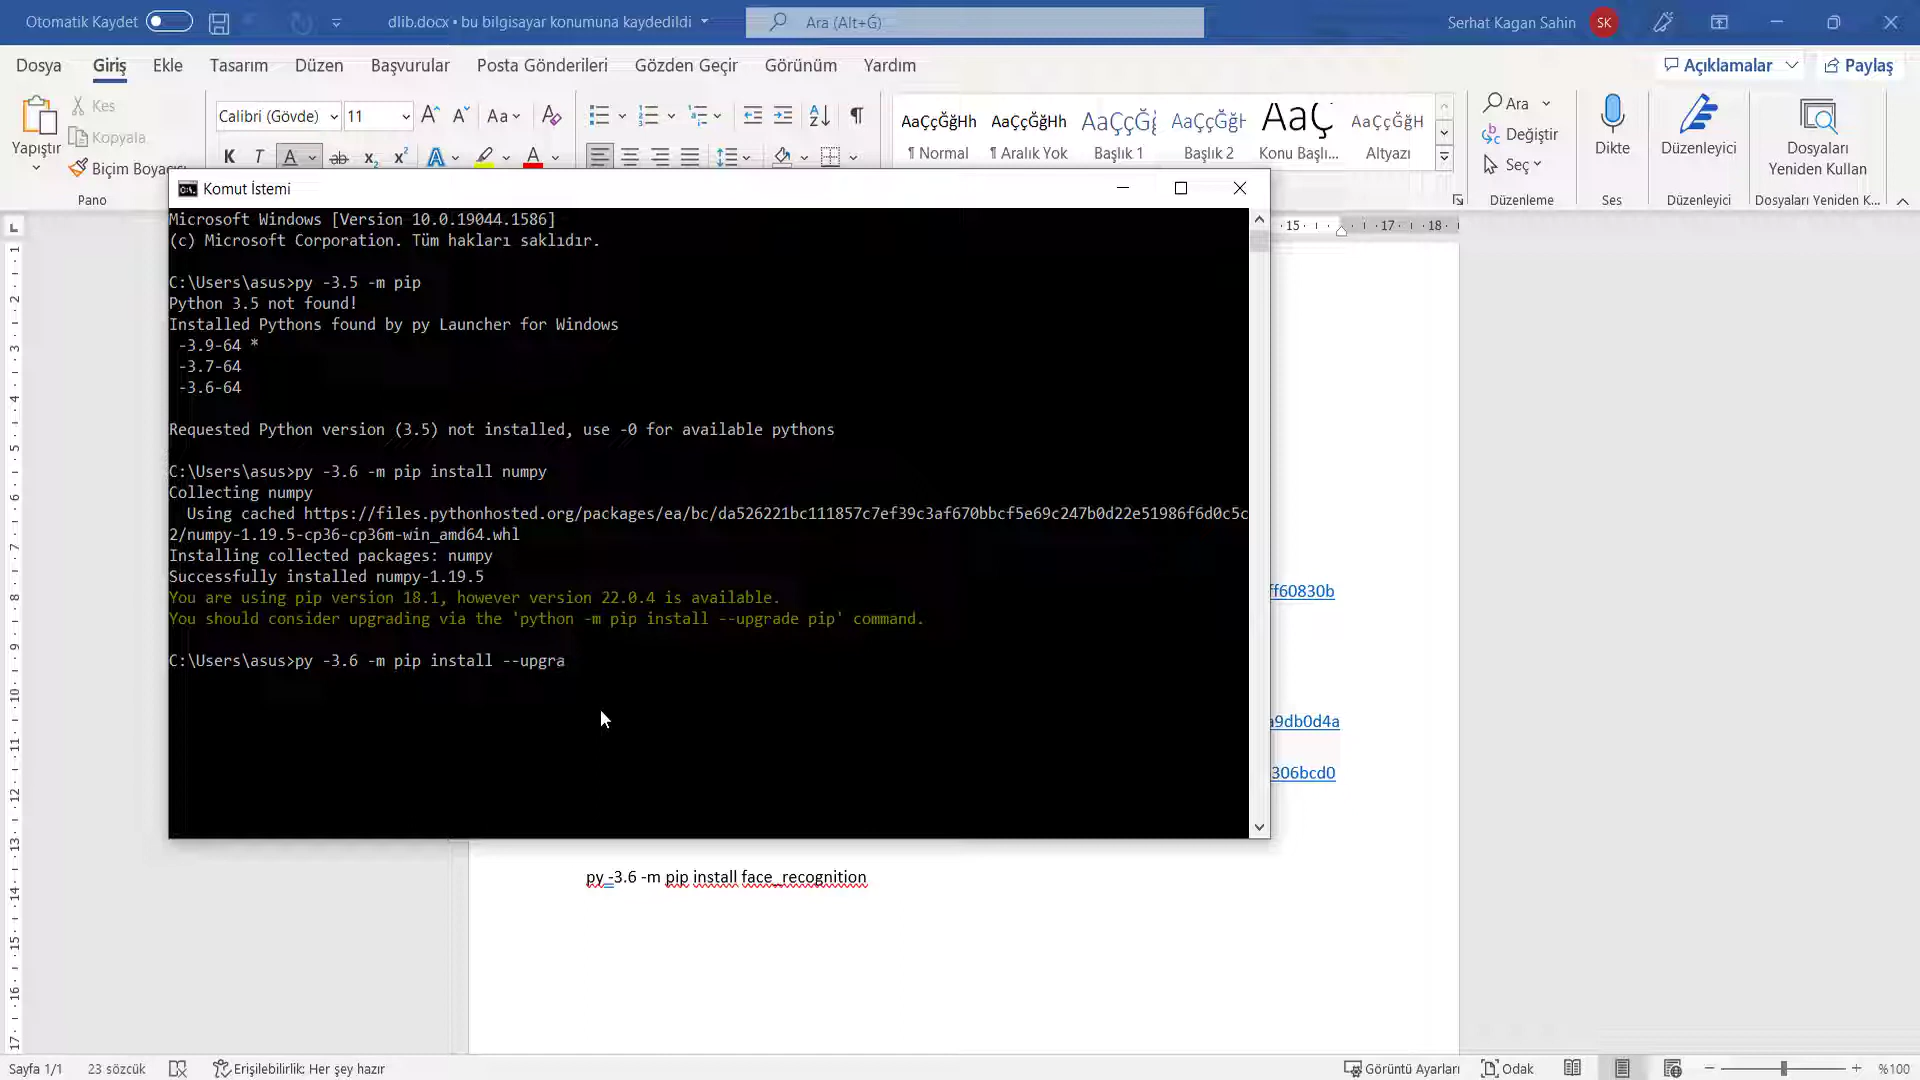 Otomatik Kaydet
dlib.docx • bu bilgisayar konumuna kaydedildi
Ara (Alt+Ğ)
Serhat Kagan Sahin
SK
Dosya
Giriş
Ekle
Tasarım
Düzen
Başvurular
Posta Gönderileri
Gözden Geçir
Görünüm
Yardım
Açıklamalar
Paylaş
Yapıştır
Kes
Kopyala
Biçim Boyacısı
Pano
Calibri (Gövde)
11
AaÇçĞğHh
¶ Normal
AaÇçĞğHh
¶ Aralık Yok
AaÇçĞğ
Başlık 1
AaÇçĞğH
Başlık 2
AaÇ
Konu Başlı...
AaÇçĞğH
Altyazı
Ara
Değiştir
Seç
Düzenleme
Dikte
Ses
Düzenleyici
Düzenleyici
Dosyaları
Yeniden Kullan
Dosyaları Yeniden K...
Komut İstemi
Microsoft Windows [Version 10.0.19044.1586]
(c) Microsoft Corporation. Tüm hakları saklıdır.
C:\Users\asus>py -3.5 -m pip
Python 3.5 not found!
Installed Pythons found by py Launcher for Windows
-3.9-64 *
-3.7-64
-3.6-64
Requested Python version (3.5) not installed, use -0 for available pythons
C:\Users\asus>py -3.6 -m pip install numpy
Collecting numpy
Using cached https://files.pythonhosted.org/packages/ea/bc/da526221bc111857c7ef39c3af670bbcf5e69c247b0d22e51986f6d0c5c
2/numpy-1.19.5-cp36-cp36m-win_amd64.whl
Installing collected packages: numpy
Successfully installed numpy-1.19.5
You are using pip version 18.1, however version 22.0.4 is available.
You should consider upgrading via the 'python -m pip install --upgrade pip' command.
C:\Users\asus>py -3.6 -m pip install --upgra
15 17 18
ff60830b
a9db0d4a
306bcd0
py -3.6 -m pip install face_recognition
Sayfa 1/1
23 sözcük
Erişilebilirlik: Her şey hazır
Görüntü Ayarları
Odak
%100